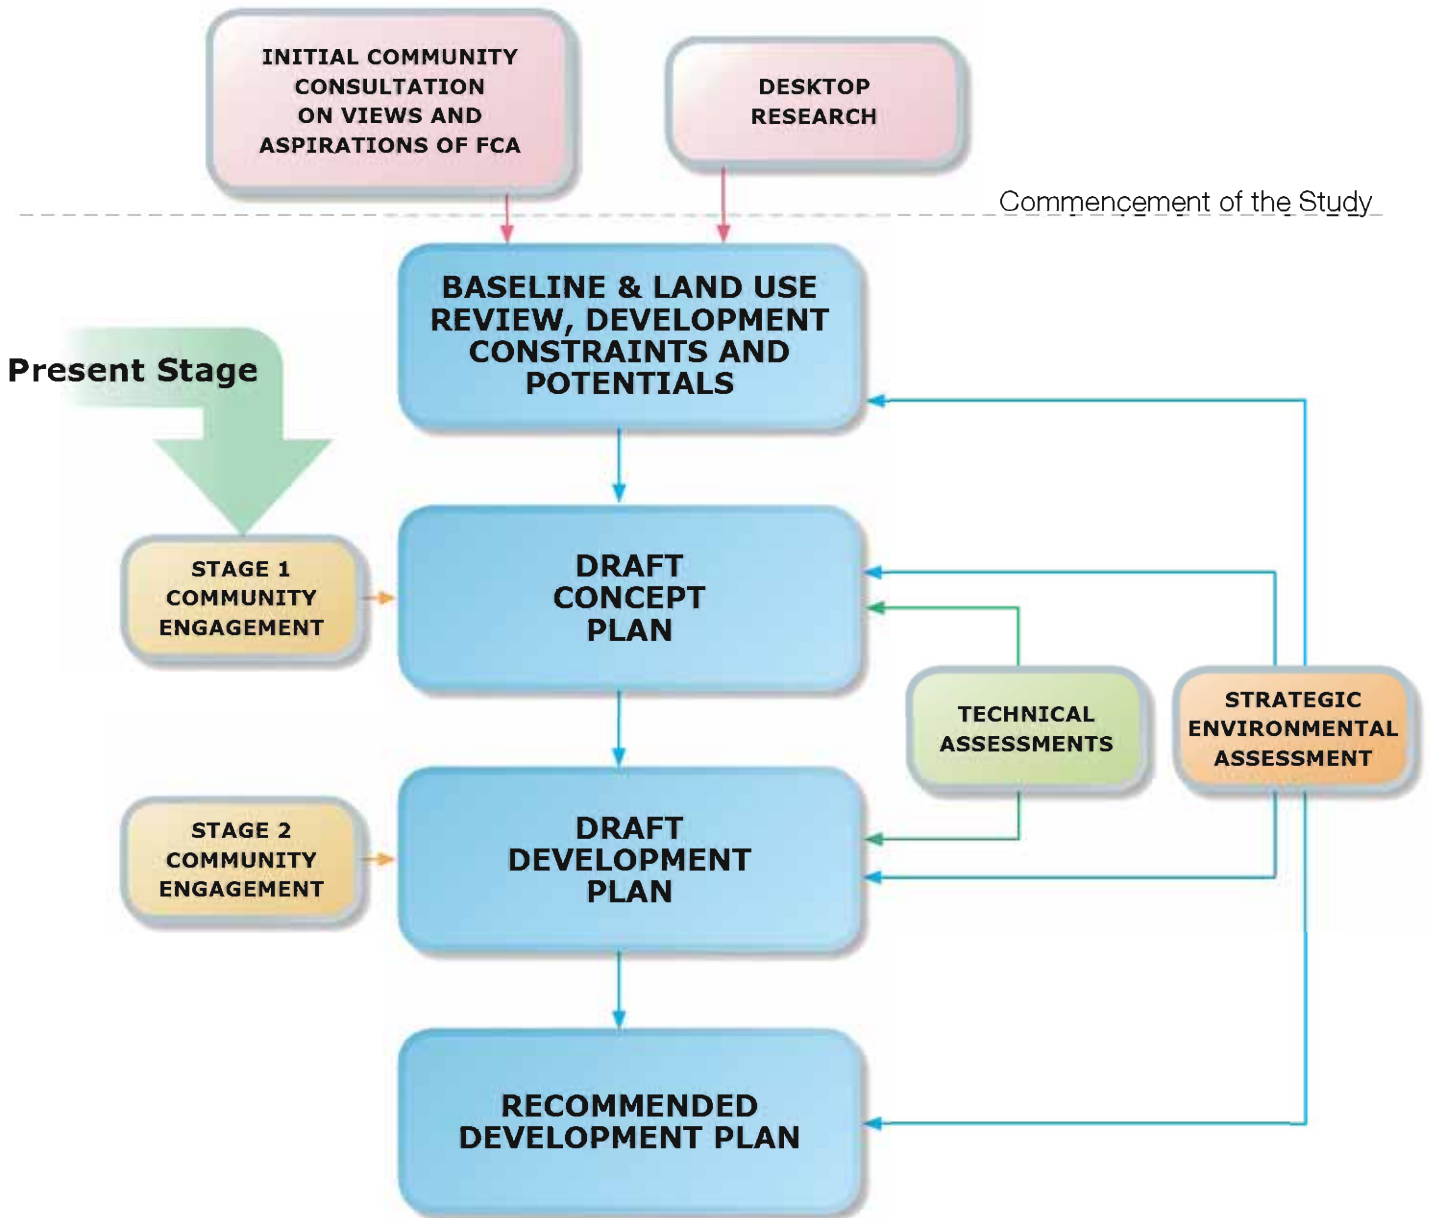 INITIAL COMMUNITY
CONSULTATION
ON VIEWS AND
ASPIRATIONS OF FCA
DESKTOP
RESEARCH
Commencement of the Study
BASELINE & LAND USE
REVIEW, DEVELOPMENT
CONSTRAINTS AND
POTENTIALS
Present Stage
STAGE 1
COMMUNITY
ENGAGEMENT
DRAFT
CONCEPT
PLAN
TECHNICAL
ASSESSMENTS
STRATEGIC
ENVIRONMENTAL
ASSESSMENT
STAGE 2
COMMUNITY
ENGAGEMENT
DRAFT
DEVELOPMENT
PLAN
RECOMMENDED
DEVELOPMENT PLAN